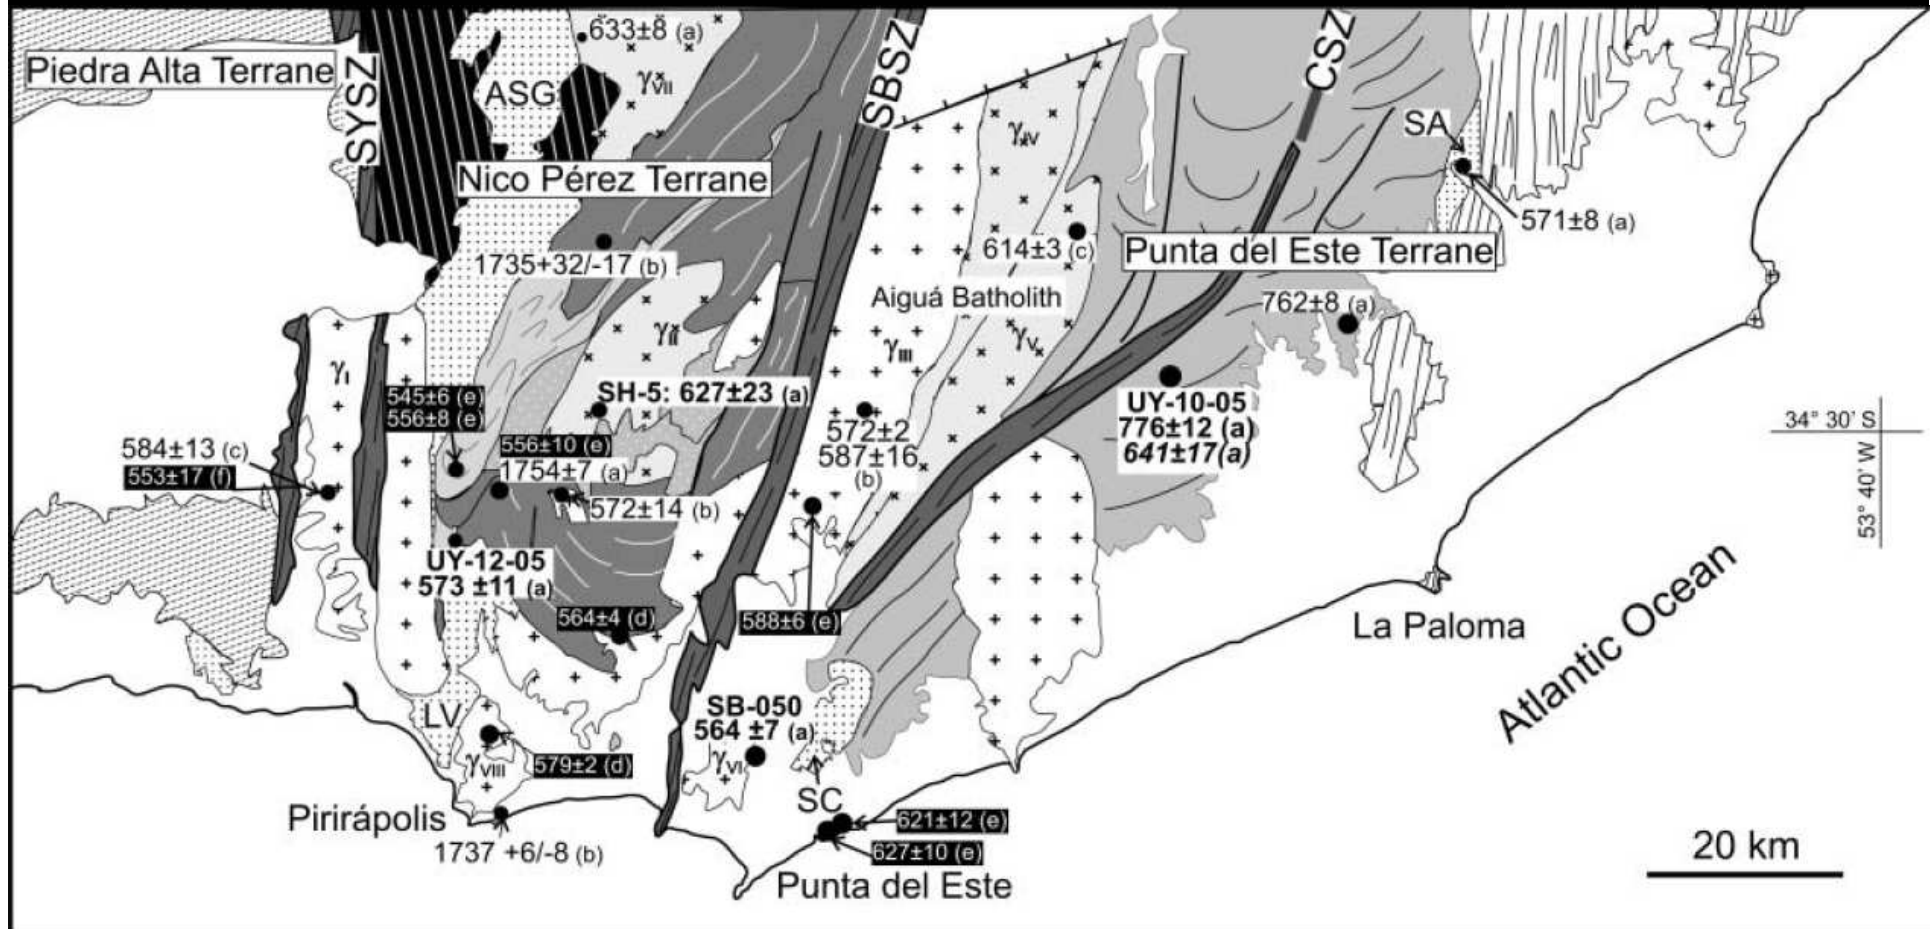 633±8 (a)
Piedra Alta Terrane
SYSZ
ASG
γVII
SBSZ
CSZ
γIV
SA
Nico Pérez Terrane
571±8 (a)
614±3 (c)
Punta del Este Terrane
1735+32/-17 (b)
Aiguá Batholith
762±8 (a)
γII
γIII
γV
γI
545±6 (e)
556±8 (e)
SH-5: 627±23 (a)
UY-10-05
776±12 (a)
641±17(a)
34° 30' S
53° 40' W
572±2
587±16
(b)
584±13 (c)
553±17 (f)
556±10 (e)
1754±7 (a)
572±14 (b)
UY-12-05
573 ±11 (a)
564±4 (d)
588±6 (e)
La Paloma
Atlantic Ocean
LV
SB-050
564 ±7 (a)
γVI
γVIII
579±2 (d)
SC
Pirirápolis
621±12 (e)
627±10 (e)
1737 +6/-8 (b)
Punta del Este
20 km